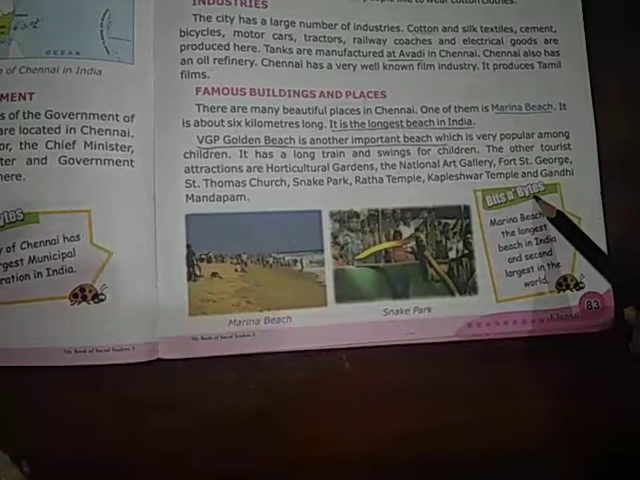 OCEAN
of Chennai in India
MENT
s of the Government of
are located in Chennai.
or, the Chief Minister,
ter and Government
here.
ytes
y of Chennai has
gest Municipal
ration in India.
My Book of Social Studies 3
INDUSTRIES
The city has a large number of industries. Cotton and silk textiles, cement,
bicycles, motor cars, tractors, railway coaches and electrical goods are
produced here. Tanks are manufactured at Avadi in Chennai. Chennai also has
an oil refinery. Chennai has a very well known film industry. It produces Tamil
films.
FAMOUS BUILDINGS AND PLACES
There are many beautiful places in Chennai. One of them is Marina Beach. It
is about six kilometres long. It is the longest beach in India.
VGP Golden Beach is another important beach which is very popular among
children. It has a long train and swings for children. The other tourist
attractions are Horticultural Gardens, the National Art Gallery, Fort St. George,
St. Thomas Church, Snake Park, Ratha Temple, Kapleshwar Temple and Gandhi
Mandapam.
Bits n' Bytes
Marina Beach
the longest
beach in India
and second
largest in the
world.
Marina Beach
Snake Park
83
Chennai